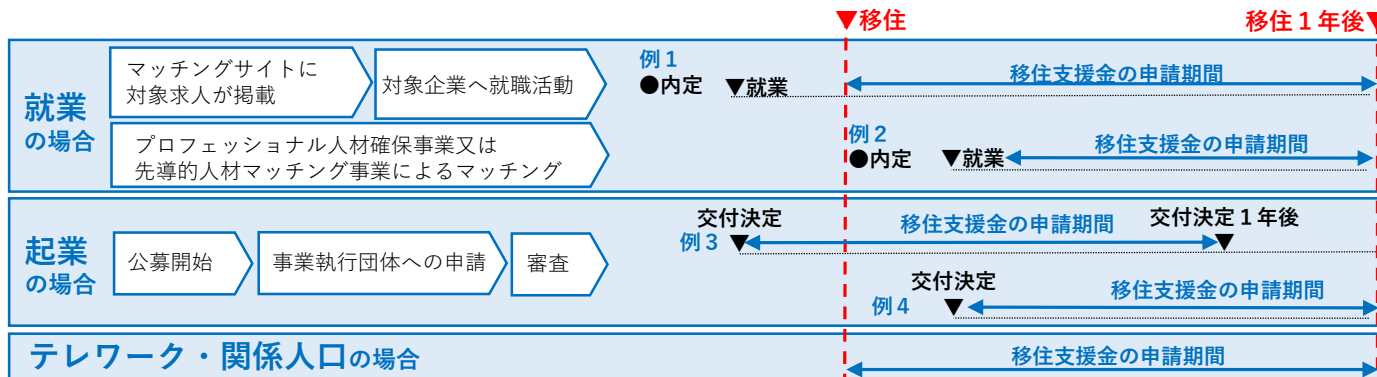 ▼移住
移住１年後▼
就業
の場合
マッチングサイトに
対象求人が掲載
対象企業へ就職活動
プロフェッショナル人材確保事業又は
先導的人材マッチング事業によるマッチング
例１
●内定
▼就業
移住支援金の申請期間
例２
●内定
▼就業
移住支援金の申請期間
起業
の場合
公募開始
事業執行団体への申請
審査
交付決定
例３
▼
移住支援金の申請期間
交付決定１年後
▼
交付決定
例４
▼
移住支援金の申請期間
テレワーク・関係人口の場合
移住支援金の申請期間